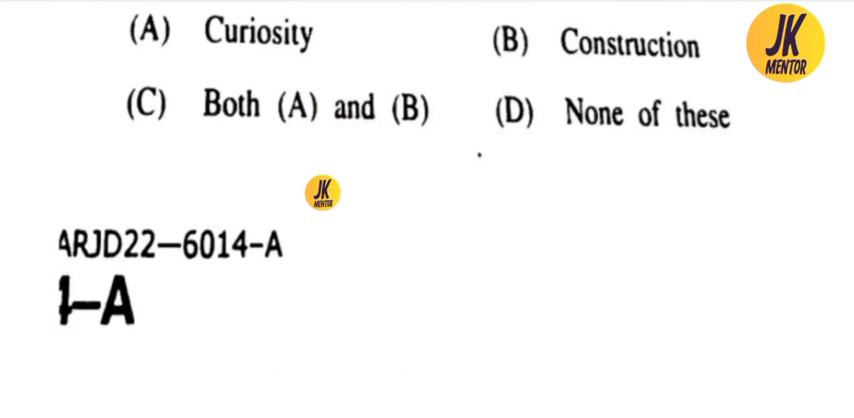 (A) Curiosity (B) Construction
(C) Both (A) and (B) (D) None of these
JK
MENTOR
JK
MENTOR
ARJD22–6014–A
–A